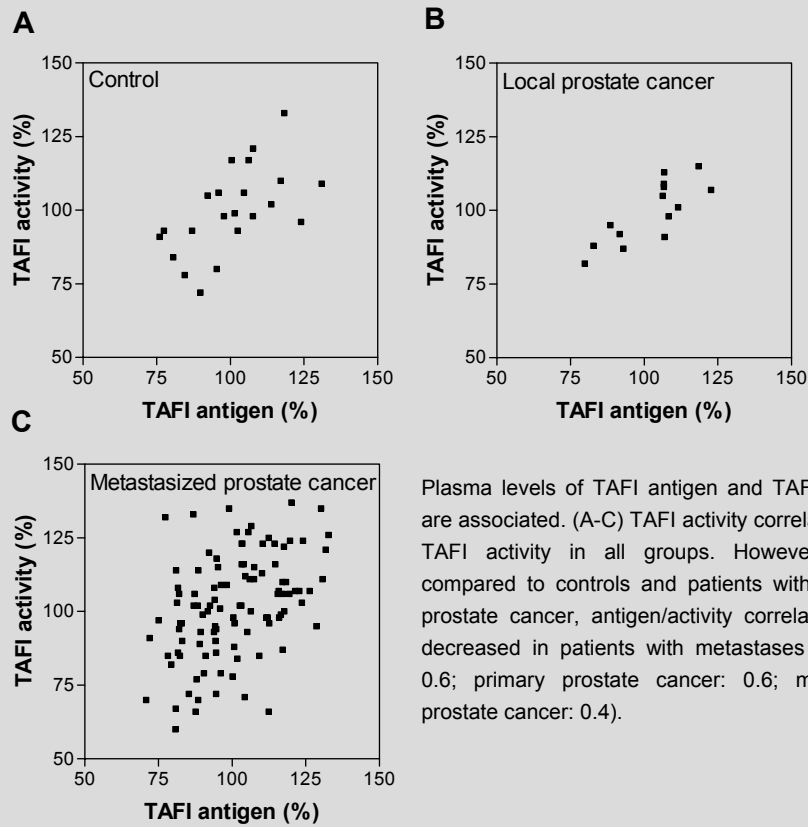 A
150
125
100
75
50
Control
TAFI activity (%)
50 75 100 125 150
TAFI antigen (%)
B
150
125
100
75
50
Local prostate cancer
TAFI activity (%)
50 75 100 125 150
TAFI antigen (%)
C
150
125
100
75
50
Metastasized prostate cancer
TAFI activity (%)
50 75 100 125 150
TAFI antigen (%)
Plasma levels of TAFI antigen and TAF
are associated. (A-C) TAFI activity correla
TAFI activity in all groups. Howeve
compared to controls and patients with
prostate cancer, antigen/activity correla
decreased in patients with metastases
0.6; primary prostate cancer: 0.6; m
prostate cancer: 0.4).